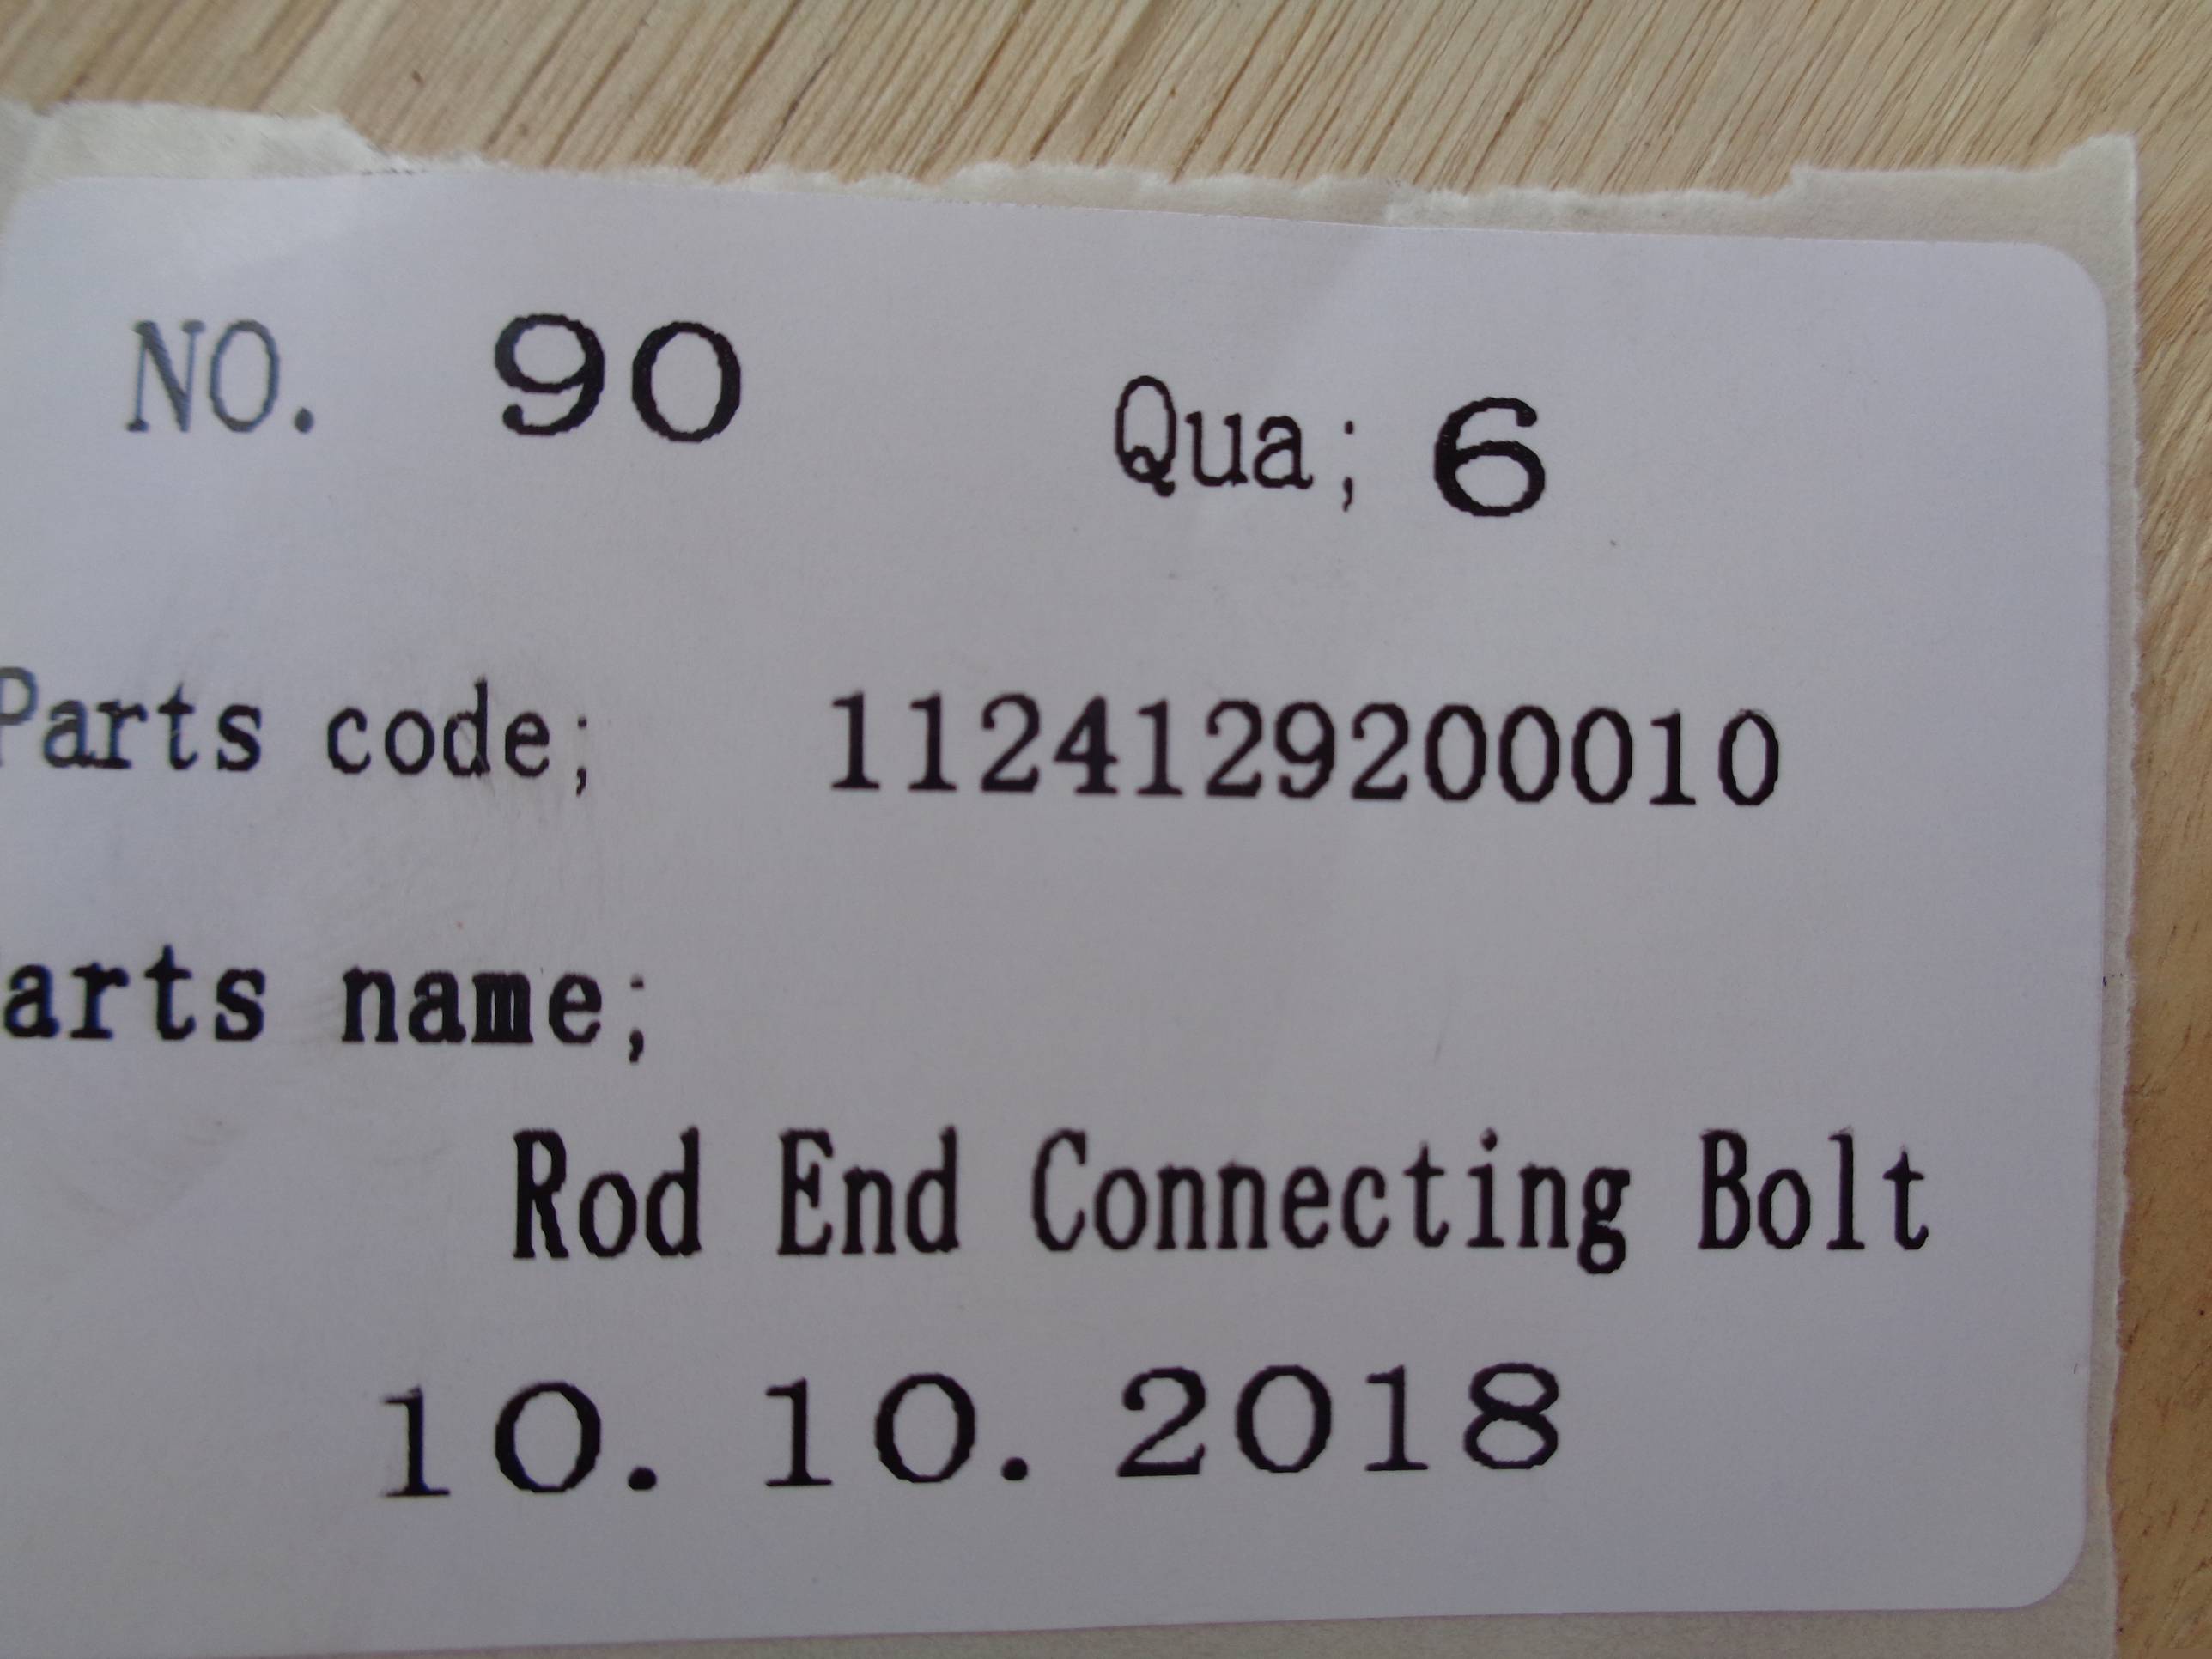 NO. 90 Qua; 6
Parts code; 1124129200010
arts name;
Rod End Connecting Bolt
10. 10. 2018